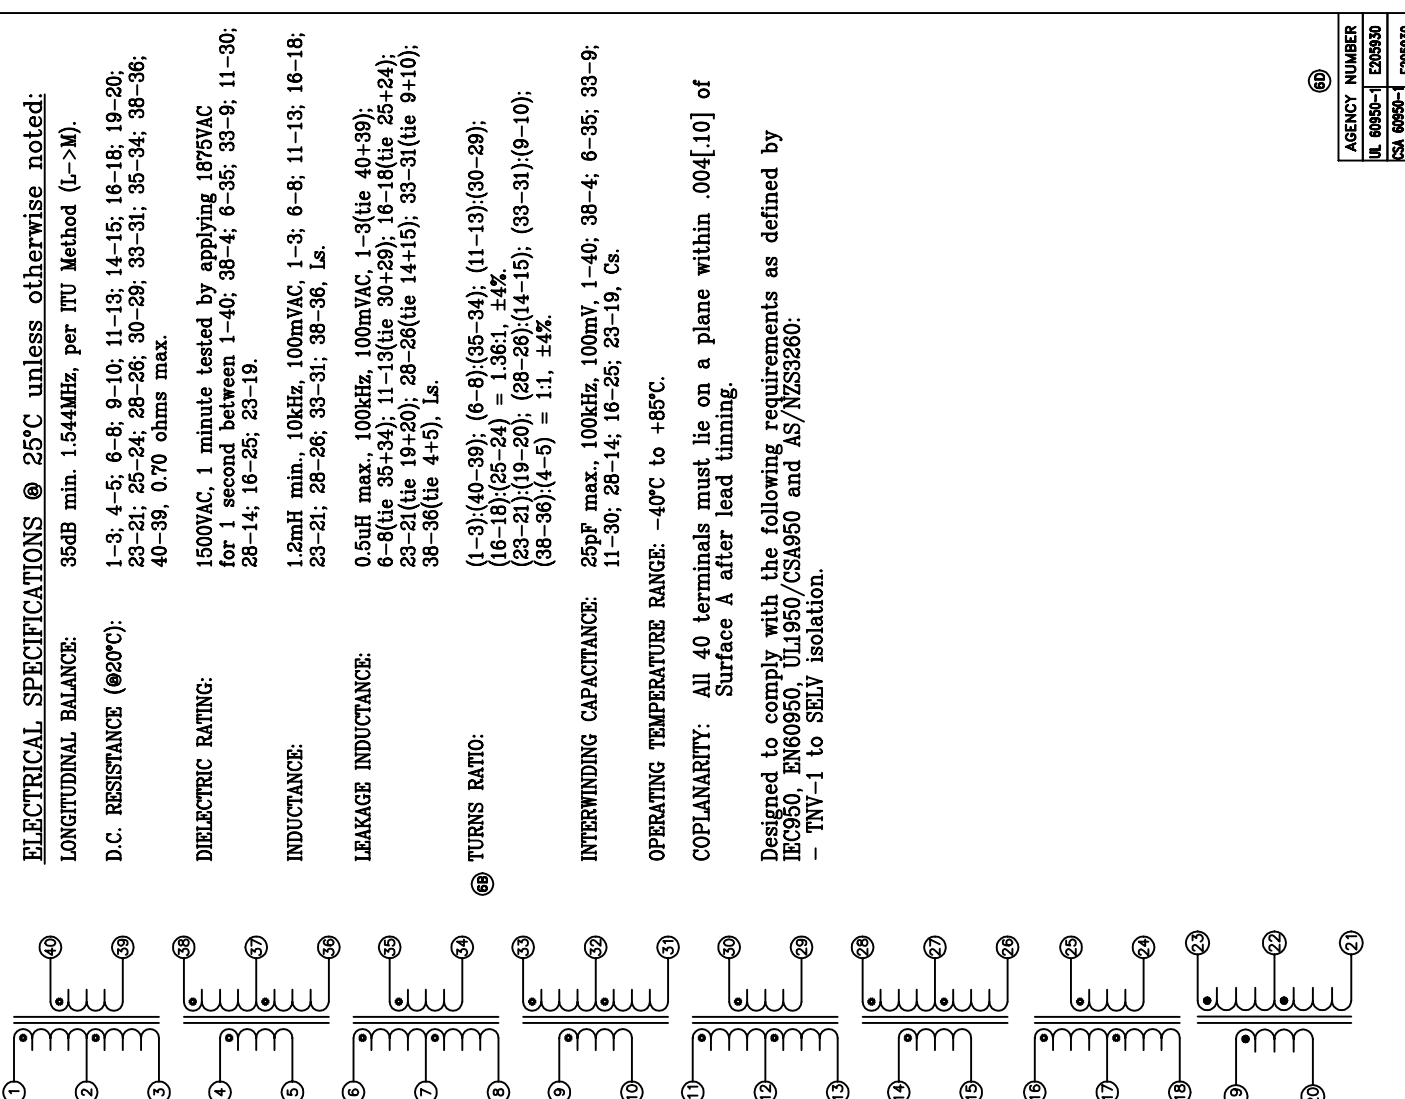 ELECTRICAL SPECIFICATIONS @ 25°C unless otherwise noted:
LONGITUDINAL BALANCE: 35dB min. 1.544MHz, per ITU Method (L->M).
D.C. RESISTANCE (@20°C): 1-3; 4-5; 6-8; 9-10; 11-13; 14-15; 16-18; 19-20;
23-21; 25-24; 28-26; 30-29; 33-31; 35-34; 38-36;
40-39, 0.70 ohms max.
DIELECTRIC RATING: 1500VAC, 1 minute tested by applying 1875VAC
for 1 second between 1-40; 38-4; 6-35; 33-9; 11-30;
28-14; 16-25; 23-19.
INDUCTANCE: 1.2mH min., 10kHz, 100mVAC, 1-3; 6-8; 11-13; 16-18;
23-21; 28-26; 33-31; 38-36, Ls.
LEAKAGE INDUCTANCE: 0.5uH max., 100kHz, 100mVAC, 1-3(tie 40+39);
6-8(tie 35+34); 11-13(tie 30+29); 16-18(tie 25+24);
23-21(tie 19+20); 28-26(tie 14+15); 33-31(tie 9+10);
38-36(tie 4+5), Ls.
6B TURNS RATIO: (1-3):(40-39); (6-8):(35-34); (11-13):(30-29);
(16-18):(25-24) = 1.36:1, ±4%.
(23-21):(19-20); (28-26):(14-15); (33-31):(9-10);
(38-36):(4-5) = 1:1, ±4%.
INTERWINDING CAPACITANCE: 25pF max., 100kHz, 100mV, 1-40; 38-4; 6-35; 33-9;
11-30; 28-14; 16-25; 23-19, Cs.
OPERATING TEMPERATURE RANGE: -40°C to +85°C.
COPLANARITY: All 40 terminals must lie on a plane within .004[.10] of
Surface A after lead tinning.
Designed to comply with the following requirements as defined by
IEC950, EN60950, UL1950/CSA950 and AS/NZS3260:
- TNV-1 to SELV isolation.
6D
AGENCY NUMBER
UL 60950-1 E205930
CSA 60950-1 E205930
1 40
2
3 39
4 38
37
5 36
6 35
7
8 34
9 33
32
10 31
11 30
12
13 29
14 28
27
15 26
16 25
17
18 24
23
22
21